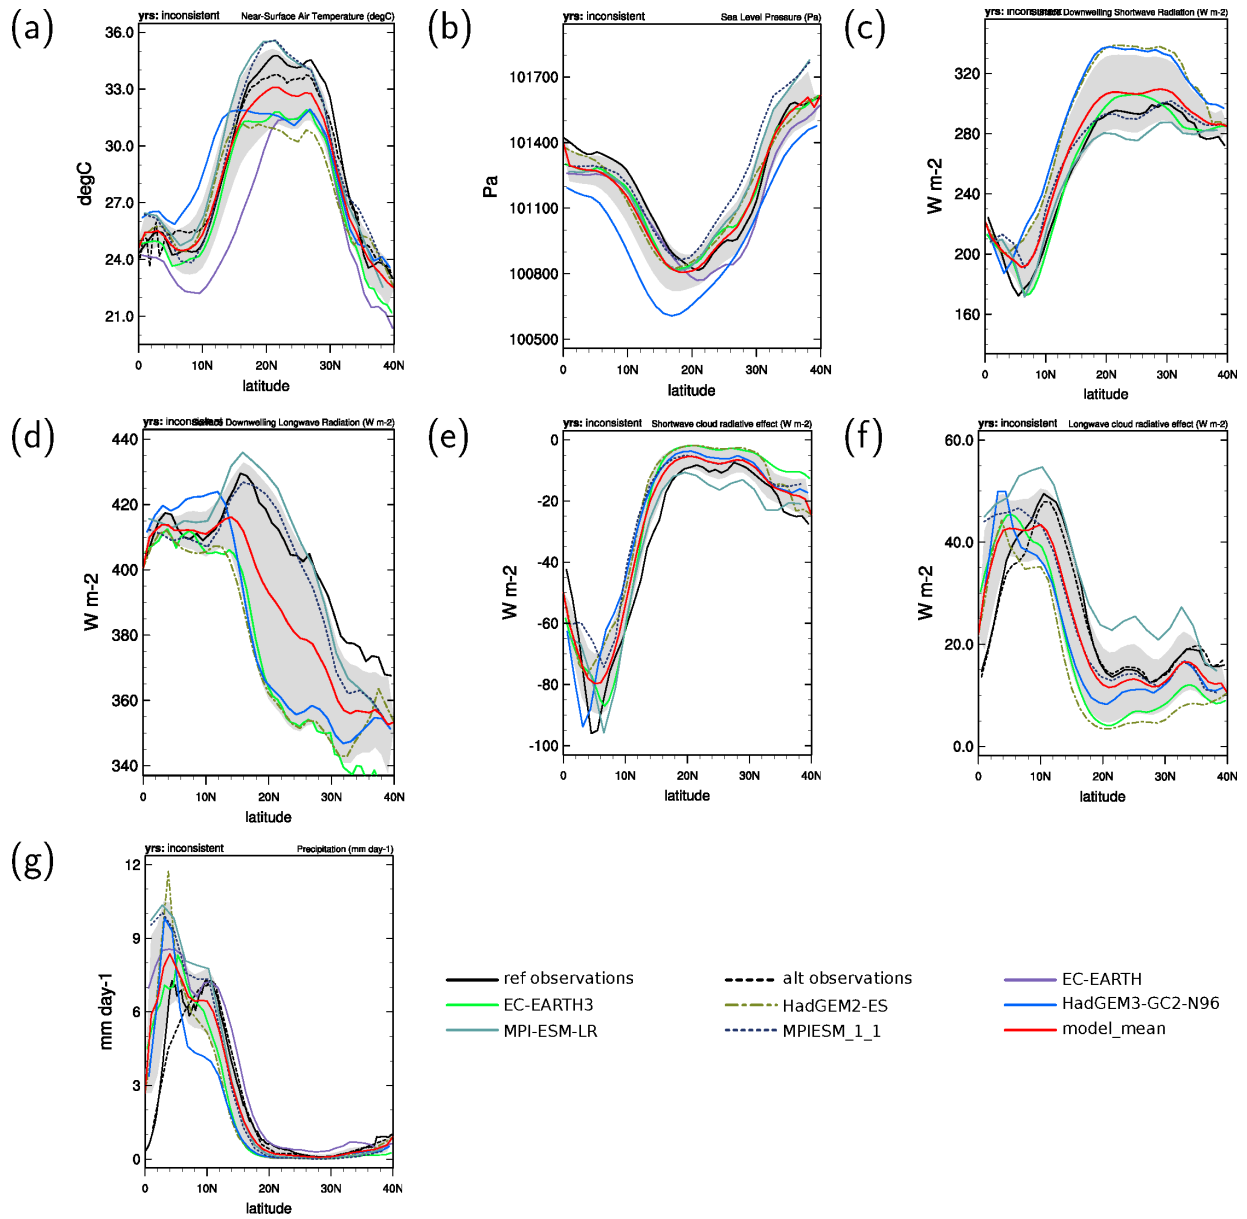 (a)
yrs: inconsistent Near-Surface Air Temperature (degC)
36.0
33.0
30.0
27.0
24.0
21.0
degC
0 10N 20N 30N 40N
latitude
(b)
yrs: inconsistent Sea Level Pressure (Pa)
101700
101400
101100
100800
100500
Pa
0 10N 20N 30N 40N
latitude
(c)
yrs: inconsistent Downwelling Shortwave Radiation (W m-2)
320
280
240
200
160
W m-2
0 10N 20N 30N 40N
latitude
(d)
yrs: inconsistent Downwelling Longwave Radiation (W m-2)
440
420
400
380
360
340
W m-2
0 10N 20N 30N 40N
latitude
(e)
yrs: inconsistent Shortwave cloud radiative effect (W m-2)
0
-20
-40
-60
-80
-100
W m-2
0 10N 20N 30N 40N
latitude
(f)
yrs: inconsistent Longwave cloud radiative effect (W m-2)
60.0
40.0
20.0
0.0
W m-2
0 10N 20N 30N 40N
latitude
(g)
yrs: inconsistent Precipitation (mm day-1)
12
9
6
3
0
mm day-1
0 10N 20N 30N 40N
latitude
ref observations alt observations EC-EARTH
EC-EARTH3 HadGEM2-ES HadGEM3-GC2-N96
MPI-ESM-LR MPIESM_1_1 model_mean